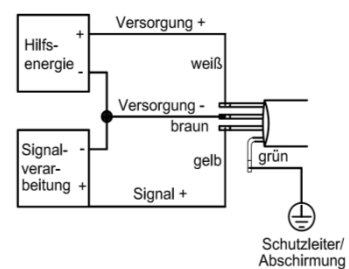 Versorgung +
+
Hilfs-
energie
-
weiß
Versorgung -
braun
Signal-
verar-
beitung
-
+
gelb
grün
Signal +
Schutzleiter/
Abschirmung